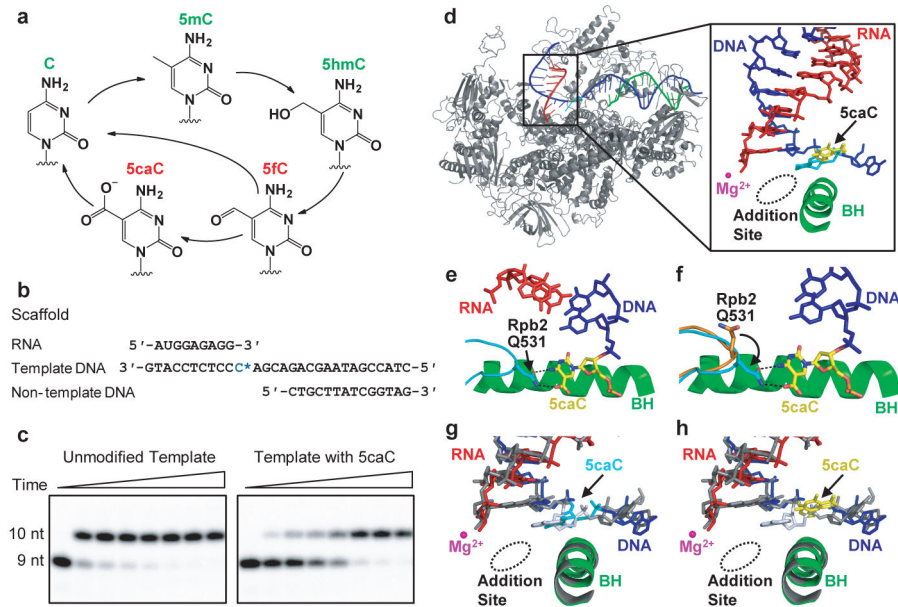 a
5mC
NH₂
N
N
O
C
NH₂
N
N
O
5hmC
NH₂
HO
N
N
O
5caC
O⁻
NH₂
O
N
N
O
5fC
NH₂
O
N
N
O
b
Scaffold
RNA 5′-AUGGAGAGG-3′
Template DNA 3′-GTACCTCTCCC*AGCAGACGAATAGCCATC-5′
Non-template DNA 5′-CTGCTTATCGGTAG-3′
c
Unmodified Template Template with 5caC
Time
10 nt
9 nt
d
DNA
RNA
5caC
Mg²⁺
Addition
Site
BH
e
RNA
DNA
Rpb2
Q531
5caC
BH
f
Rpb2
Q531
DNA
5caC
BH
g
RNA
5caC
Mg²⁺
DNA
Addition
Site
BH
h
RNA
5caC
Mg²⁺
DNA
Addition
Site
BH